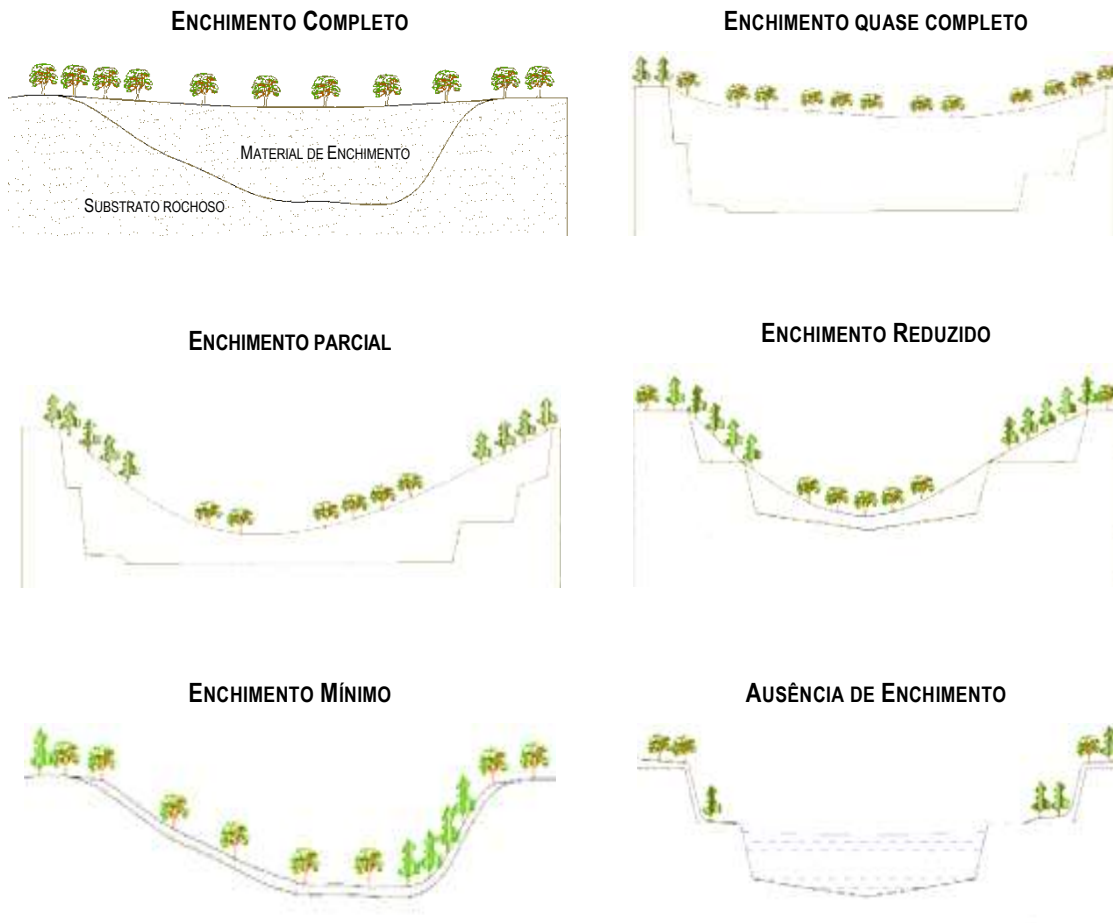 ENCHIMENTO COMPLETO
ENCHIMENTO QUASE COMPLETO
MATERIAL DE ENCHIMENTO
SUBSTRATO ROCHOSO
ENCHIMENTO PARCIAL
ENCHIMENTO REDUZIDO
ENCHIMENTO MÍNIMO
AUSÊNCIA DE ENCHIMENTO